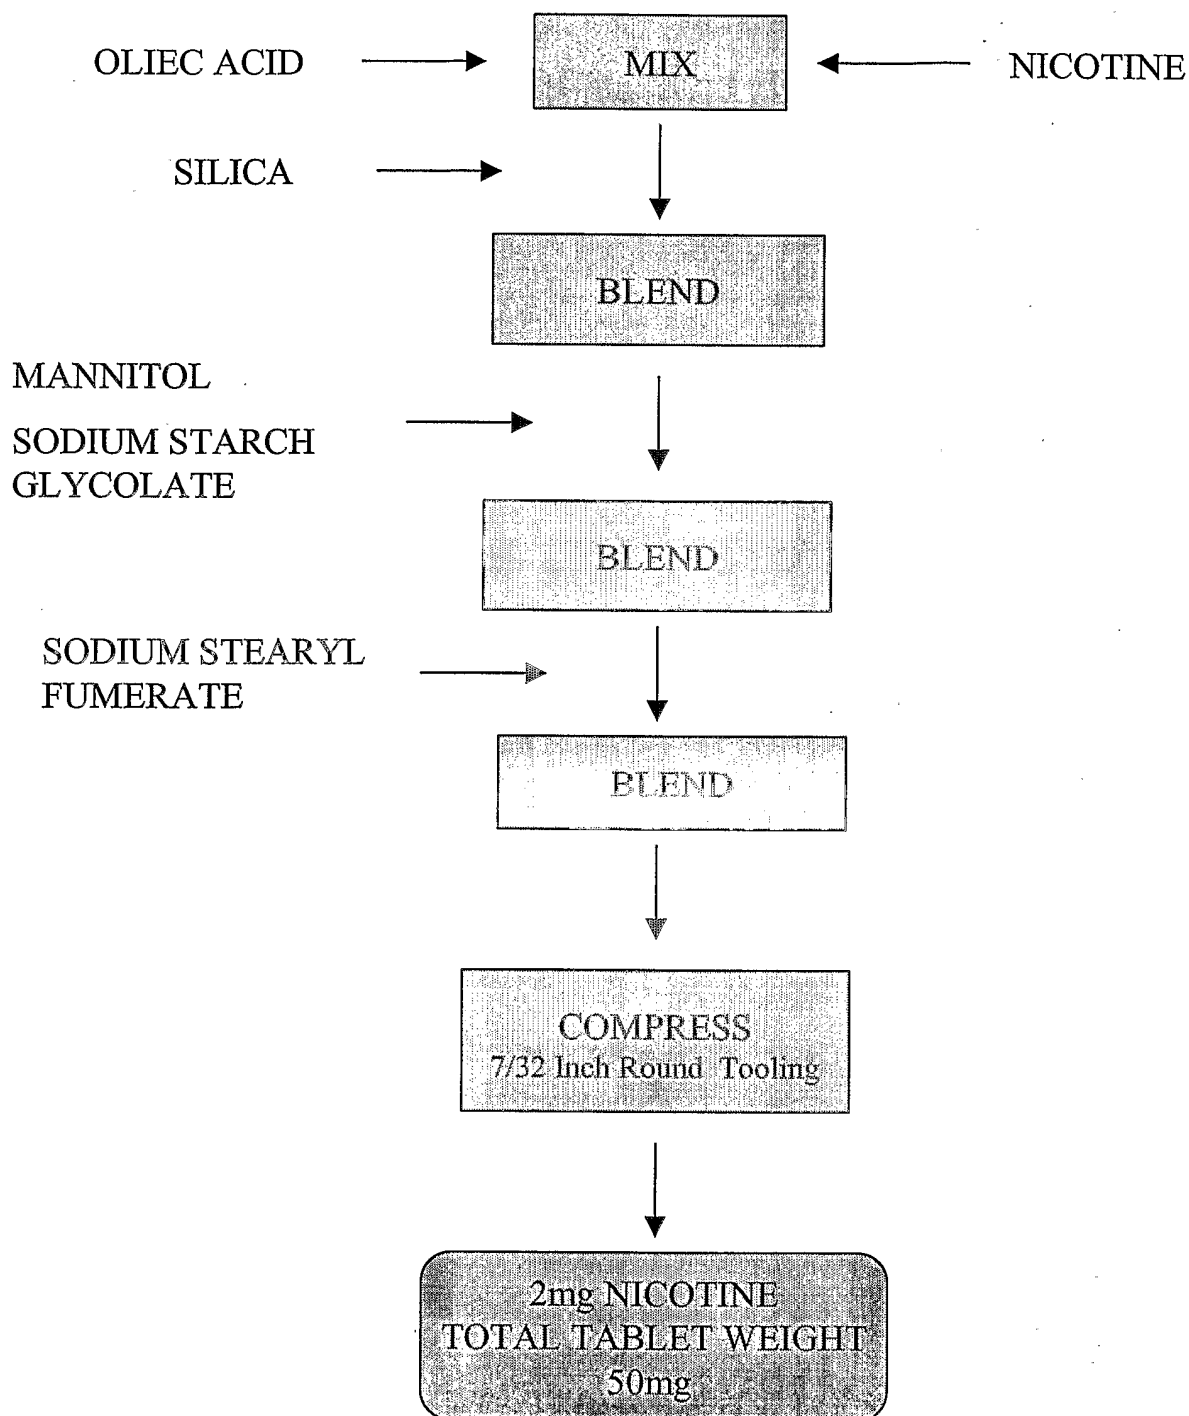 OLIEC ACID
MIX
NICOTINE
SILICA
BLEND
MANNITOL
SODIUM STARCH
GLYCOLATE
BLEND
SODIUM STEARYL
FUMERATE
BLEND
COMPRESS
7/32 Inch Round Tooling
2mg NICOTINE
TOTAL TABLET WEIGHT
50mg